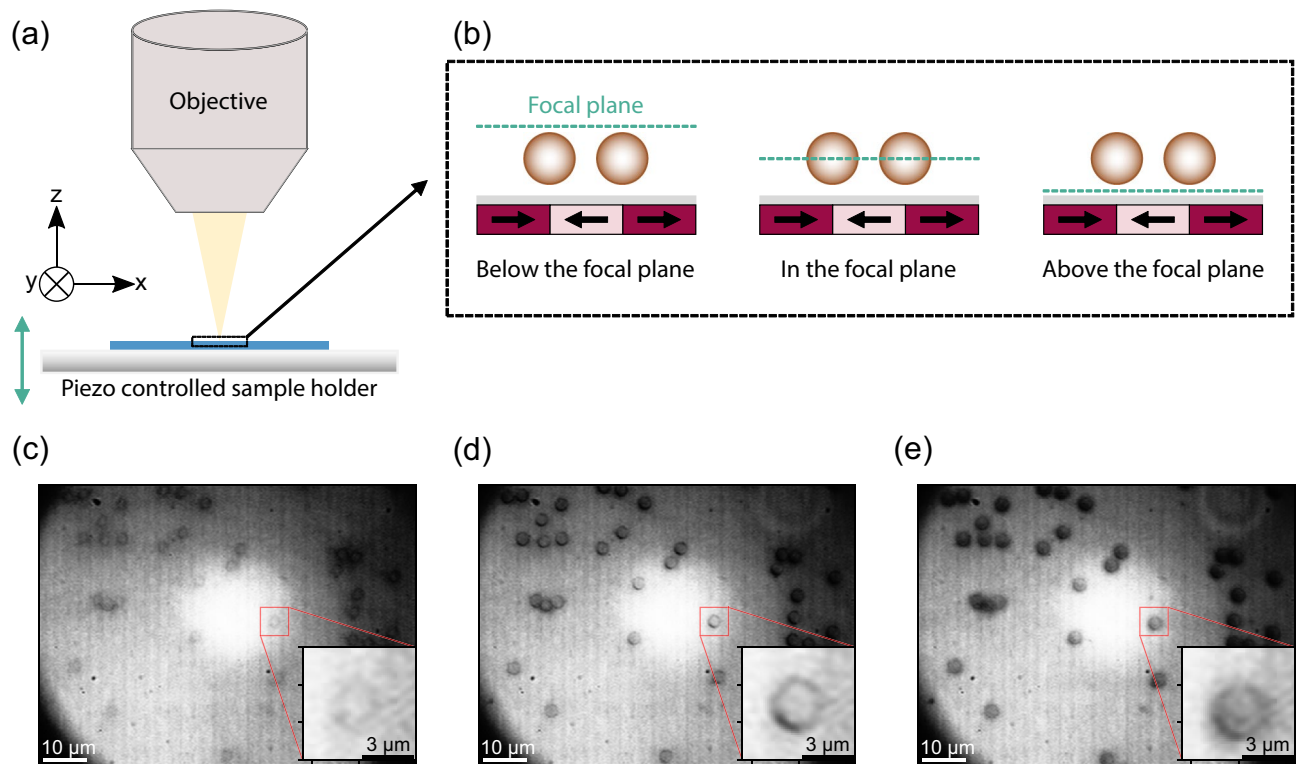 (a)
Objective
z
y
x
Piezo controlled sample holder
(b)
Focal plane
Below the focal plane
In the focal plane
Above the focal plane
(c)
10 µm
3 µm
(d)
10 µm
3 µm
(e)
10 µm
3 µm